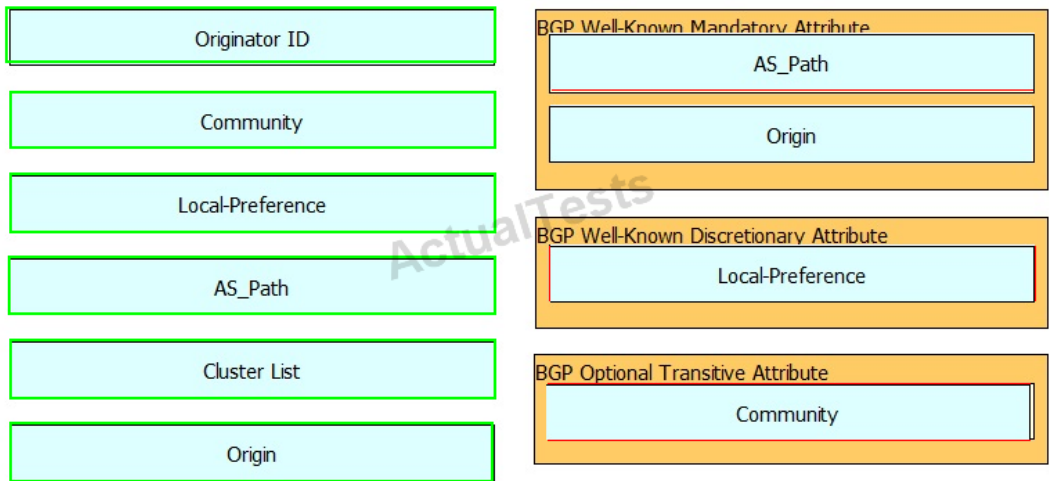 Originator ID
Community
Local-Preference
AS_Path
Cluster List
Origin
BGP Well-Known Mandatory Attribute
AS_Path
Origin
BGP Well-Known Discretionary Attribute
Local-Preference
BGP Optional Transitive Attribute
Community
ActualTests